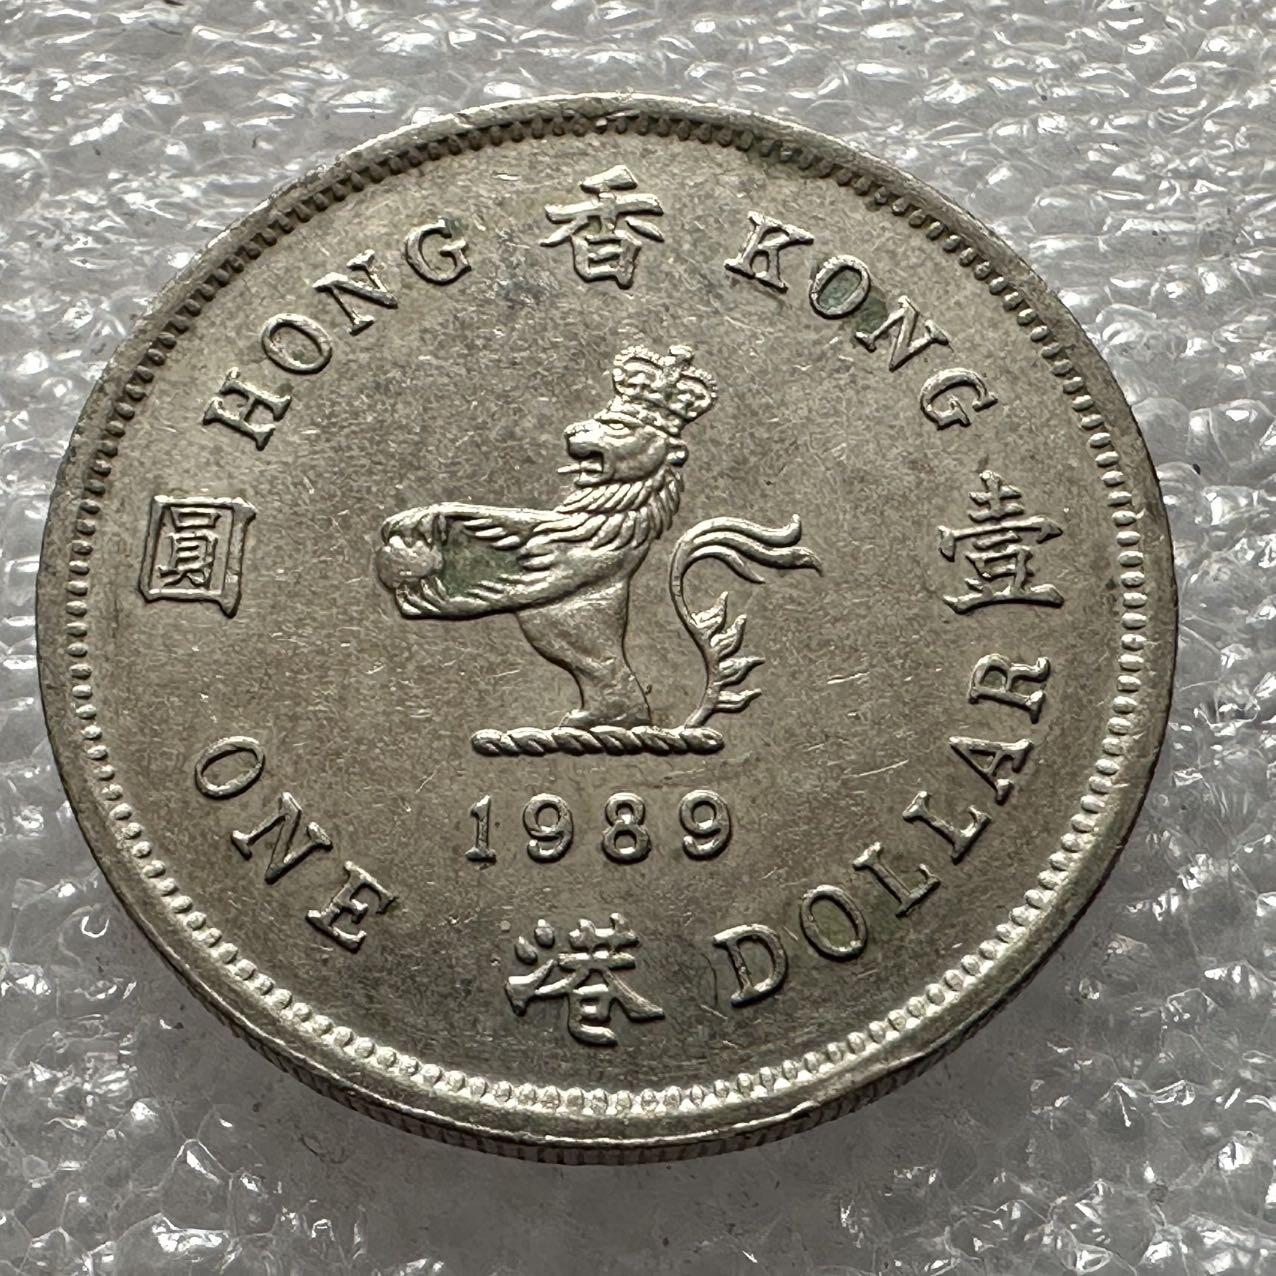 HONG 香 KONG
圓 壹
1989
ONE 港 DOLLAR